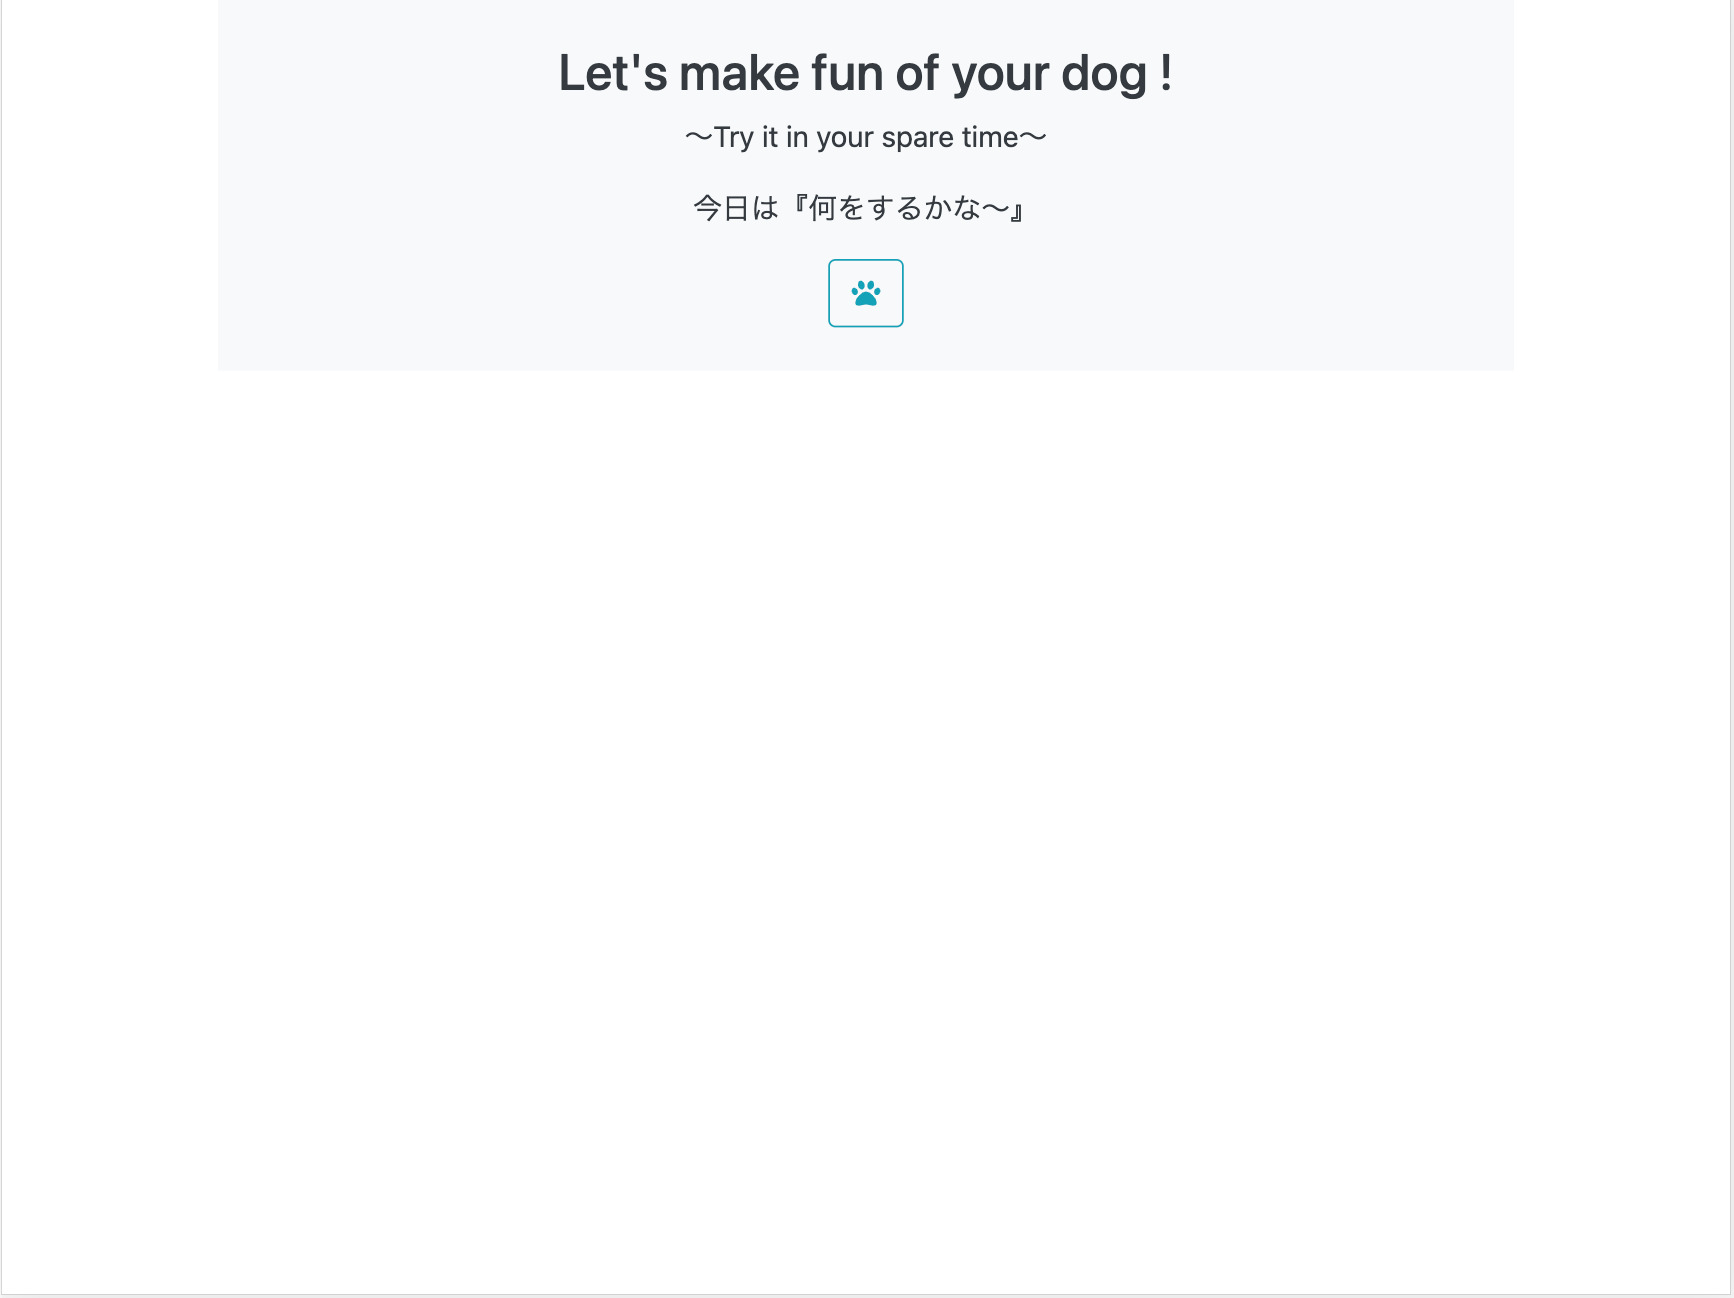 Let's make fun of your dog !
〜Try it in your spare time〜
今日は『何をするかな〜』